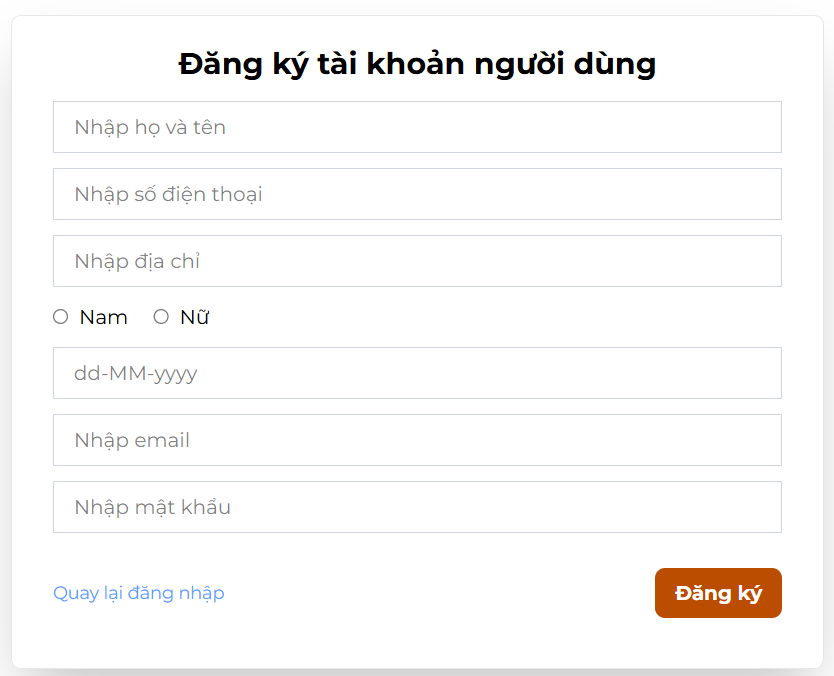 Đăng ký tài khoản người dùng
Nhập họ và tên
Nhập số điện thoại
Nhập địa chỉ
Nam Nữ
dd-MM-yyyy
Nhập email
Nhập mật khẩu
Quay lại đăng nhập Đăng ký